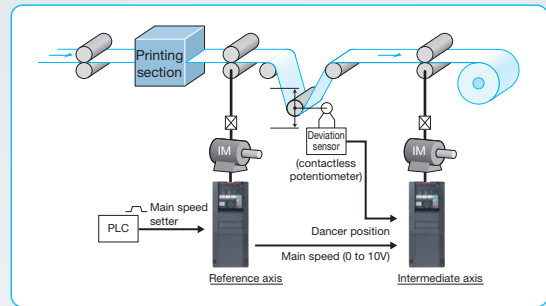 Printing
section
IM
Deviation
sensor
(contactless
potentiometer)
IM
Main speed
setter
PLC
Dancer position
Main speed (0 to 10V)
Reference axis
Intermediate axis